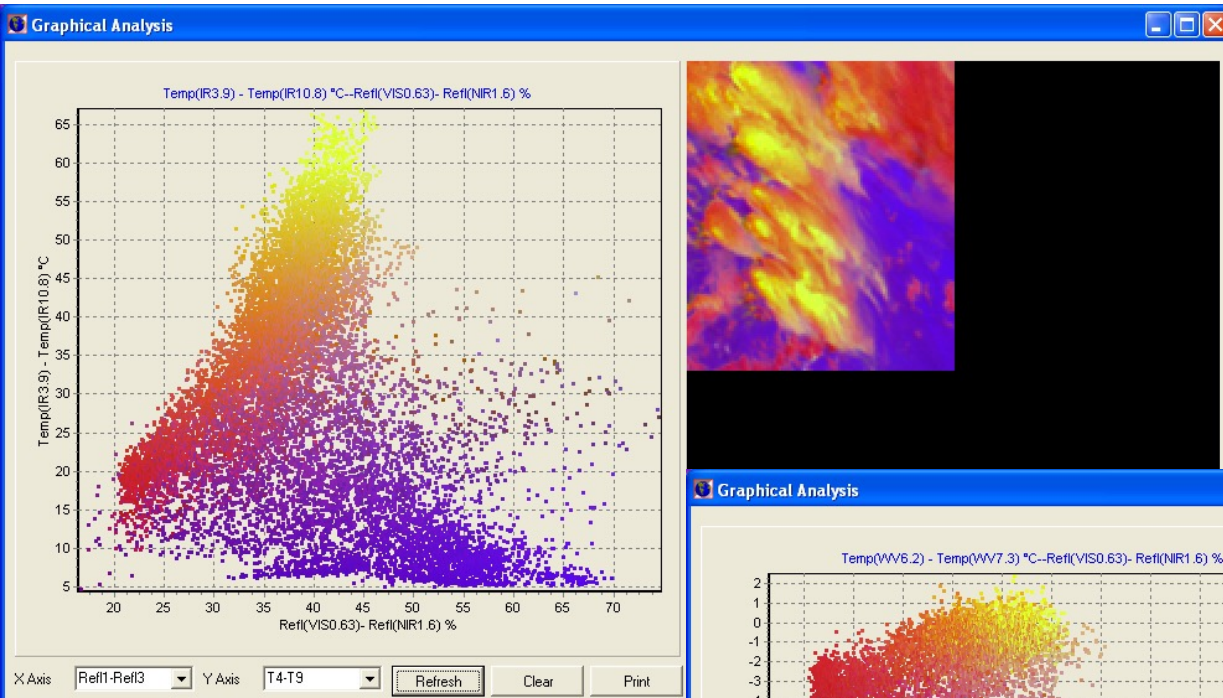 Graphical Analysis
Temp(IR3.9) - Temp(IR10.8) °C--Refl(VIS0.63)- Refl(NIR1.6) %
65
60
55
50
45
40
35
30
25
20
15
10
5
Temp(IR3.9) - Temp(IR10.8) °C
20 25 30 35 40 45 50 55 60 65 70
Refl(VIS0.63)- Refl(NIR1.6) %
X Axis Refl1-Refl3 Y Axis T4-T9 Refresh Clear Print
Graphical Analysis
Temp(WV6.2) - Temp(WV7.3) °C--Refl(VIS0.63)- Refl(NIR1.6) %
2
1
0
-1
-2
-3